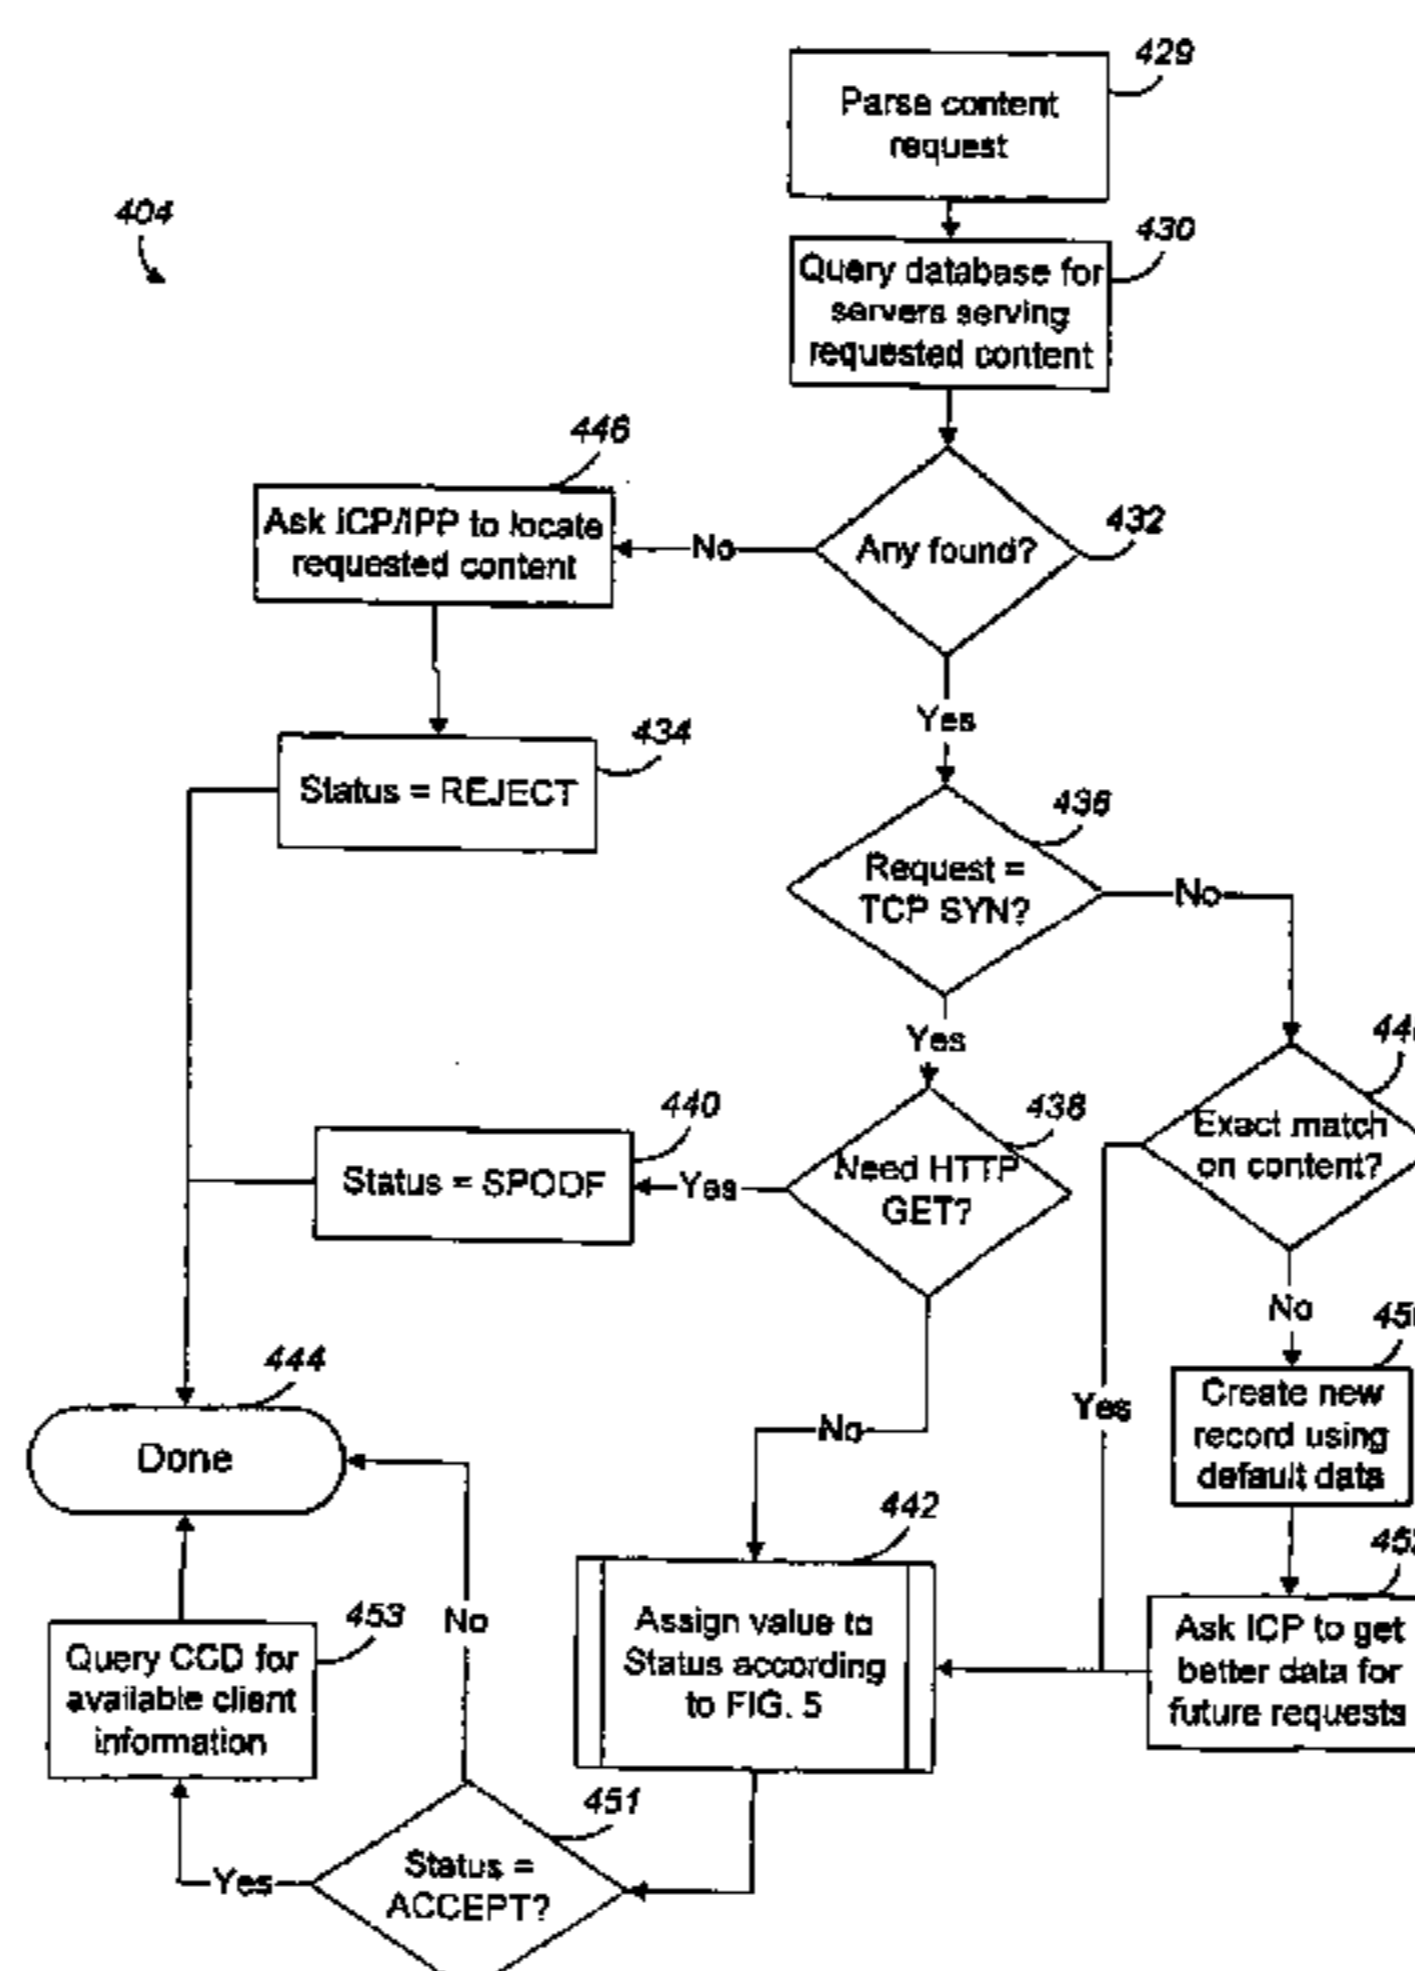 429
Parse content
request
404
430
Query database for
servers serving
requested content
446
Ask ICP/IPP to locate
requested content
No
Any found?
432
Yes
434
Status = REJECT
436
Request =
TCP SYN?
No
Yes
440
Status = SPOOF
Yes
438
Need HTTP
GET?
Exact match
on content?
No
No
Yes
Create new
record using
default data
444
Done
442
Assign value to
Status according
to FIG. 5
Ask ICP to get
better data for
future requests
453
Query CCD for
available client
information
No
451
Status =
ACCEPT?
Yes